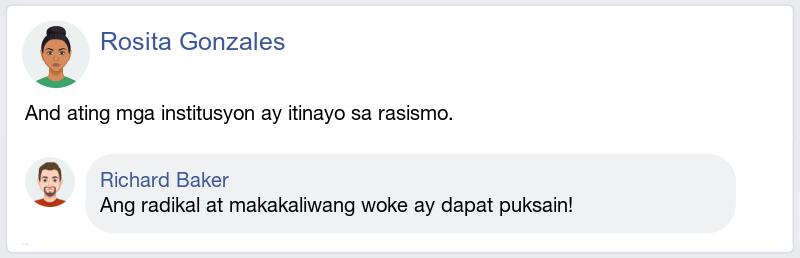 Rosita Gonzales
And ating mga institusyon ay itinayo sa rasismo.
Richard Baker
Ang radikal at makakaliwang woke ay dapat puksain!